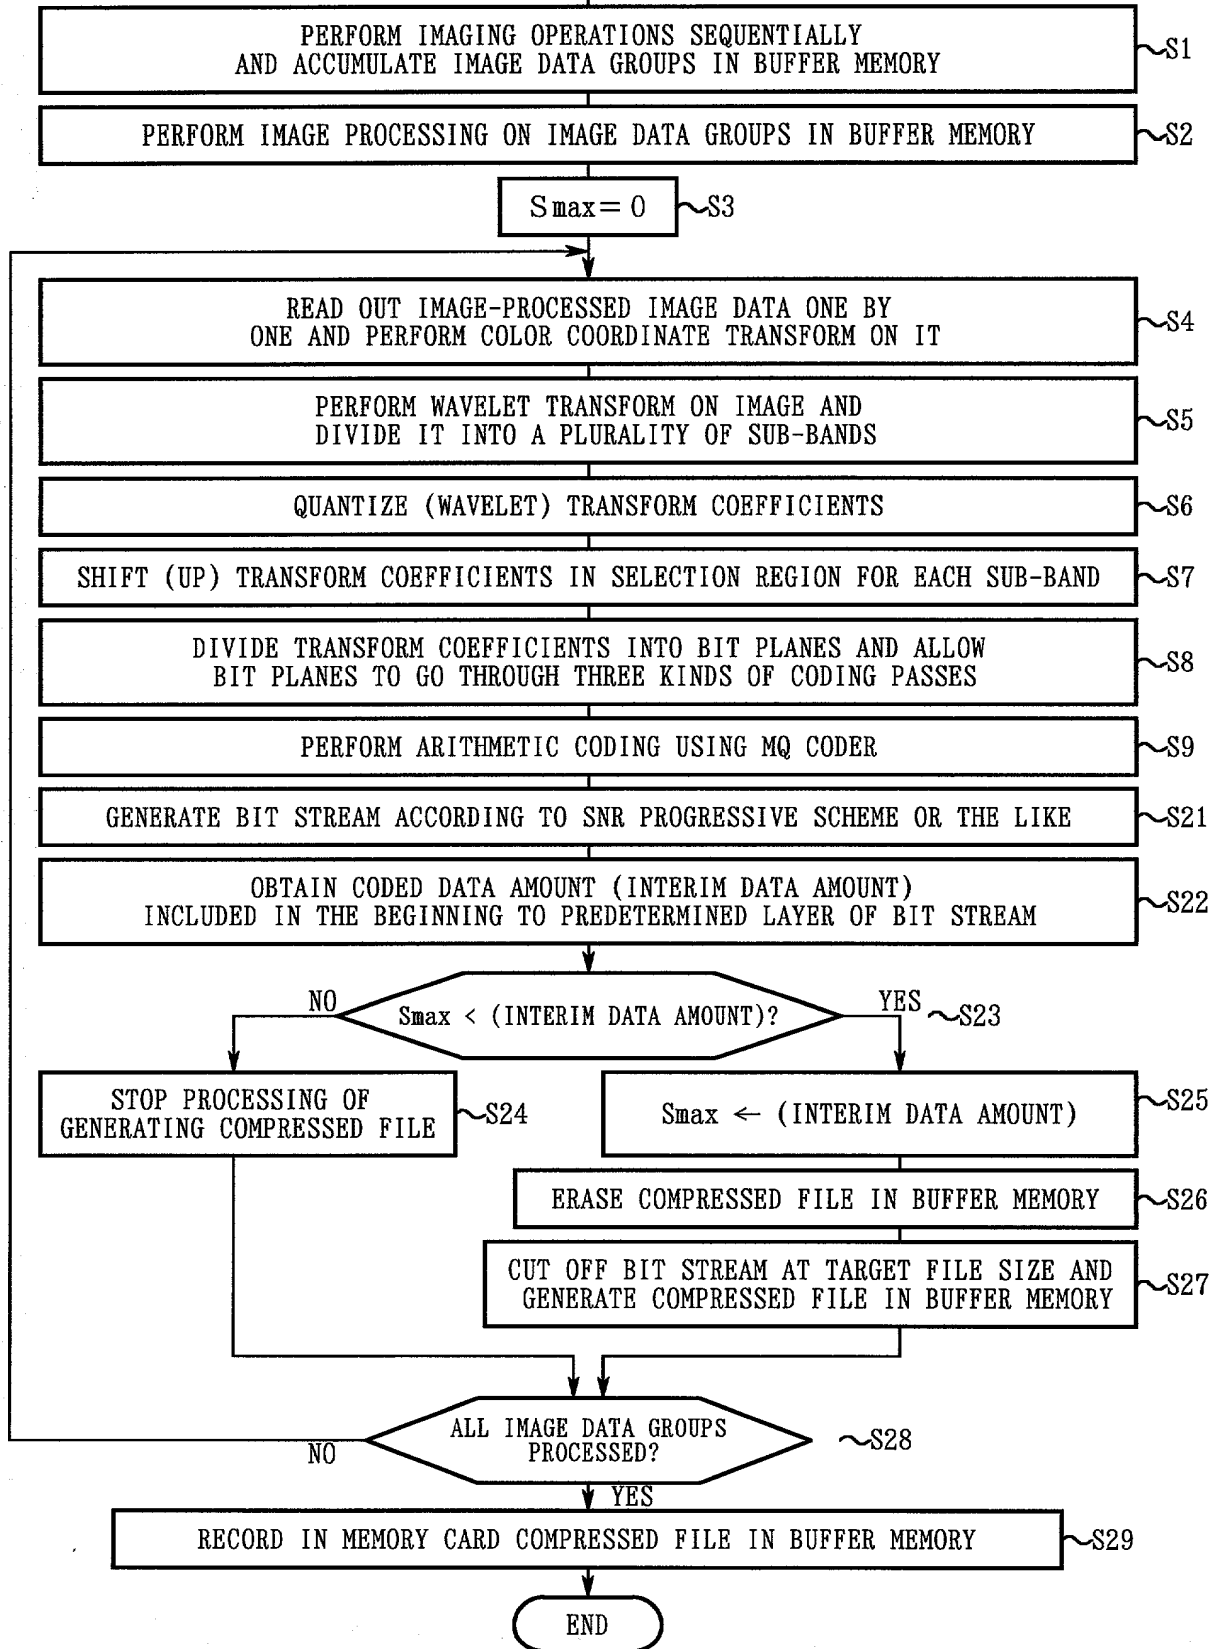 PERFORM IMAGING OPERATIONS SEQUENTIALLY
AND ACCUMULATE IMAGE DATA GROUPS IN BUFFER MEMORY
S1
PERFORM IMAGE PROCESSING ON IMAGE DATA GROUPS IN BUFFER MEMORY
S2
Smax=0
S3
READ OUT IMAGE-PROCESSED IMAGE DATA ONE BY
ONE AND PERFORM COLOR COORDINATE TRANSFORM ON IT
S4
PERFORM WAVELET TRANSFORM ON IMAGE AND
DIVIDE IT INTO A PLURALITY OF SUB-BANDS
S5
QUANTIZE (WAVELET) TRANSFORM COEFFICIENTS
S6
SHIFT (UP) TRANSFORM COEFFICIENTS IN SELECTION REGION FOR EACH SUB-BAND
S7
DIVIDE TRANSFORM COEFFICIENTS INTO BIT PLANES AND ALLOW
BIT PLANES TO GO THROUGH THREE KINDS OF CODING PASSES
S8
PERFORM ARITHMETIC CODING USING MQ CODER
S9
GENERATE BIT STREAM ACCORDING TO SNR PROGRESSIVE SCHEME OR THE LIKE
S21
OBTAIN CODED DATA AMOUNT (INTERIM DATA AMOUNT)
INCLUDED IN THE BEGINNING TO PREDETERMINED LAYER OF BIT STREAM
S22
NO
Smax < (INTERIM DATA AMOUNT)?
YES
S23
STOP PROCESSING OF
GENERATING COMPRESSED FILE
S24
Smax ← (INTERIM DATA AMOUNT)
S25
ERASE COMPRESSED FILE IN BUFFER MEMORY
S26
CUT OFF BIT STREAM AT TARGET FILE SIZE AND
GENERATE COMPRESSED FILE IN BUFFER MEMORY
S27
ALL IMAGE DATA GROUPS
PROCESSED?
S28
NO
YES
RECORD IN MEMORY CARD COMPRESSED FILE IN BUFFER MEMORY
S29
END